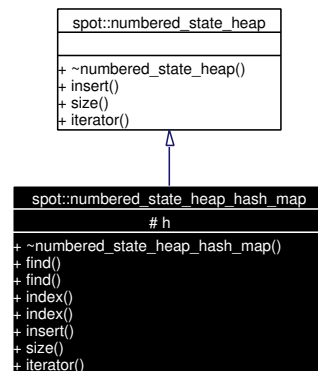 spot::numbered_state_heap
+ ~numbered_state_heap()
+ insert()
+ size()
+ iterator()
spot::numbered_state_heap_hash_map
# h
+ ~numbered_state_heap_hash_map()
+ find()
+ find()
+ index()
+ index()
+ insert()
+ size()
+ iterator()